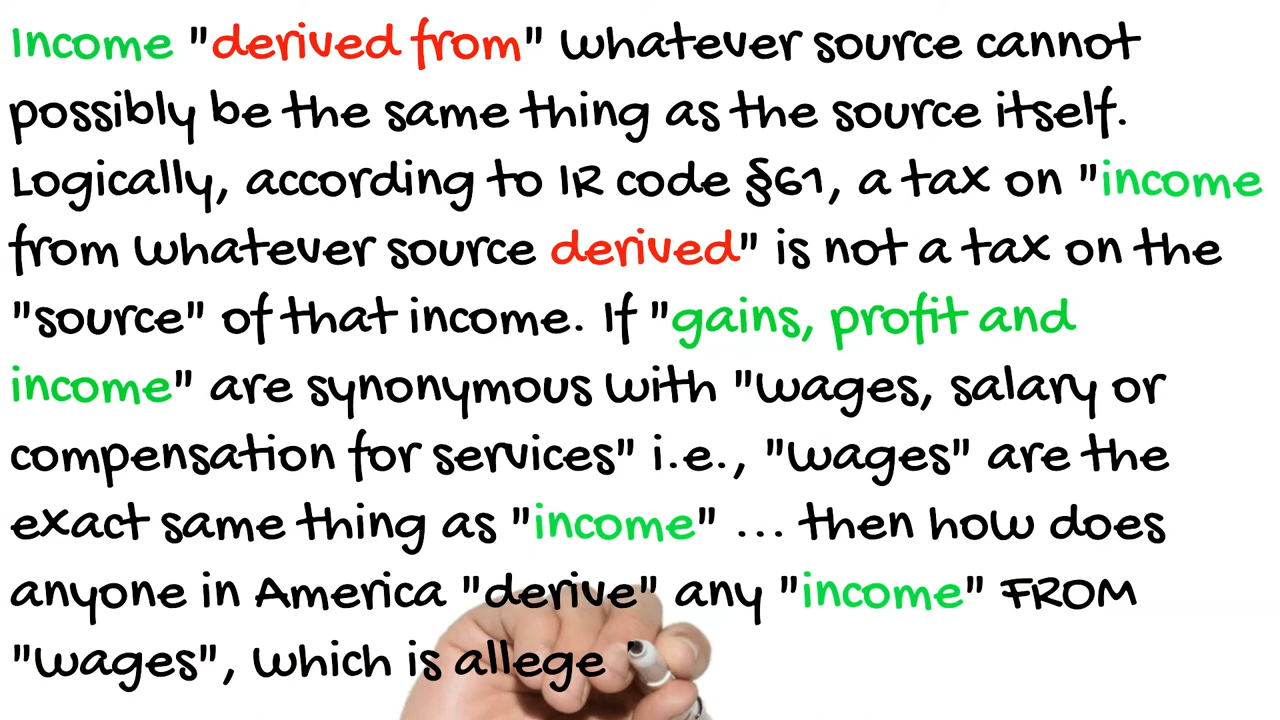 Income "derived from" whatever source cannot
possibly be the same thing as the source itself.
Logically, according to IR code §61, a tax on "income
from whatever source derived" is not a tax on the
"source" of that income. If "gains, profit and
income" are synonymous with "wages, salary or
compensation for services" i.e., "wages" are the
exact same thing as "income" ... then how does
anyone in America "derive" any "income" FROM
"wages", which is allege